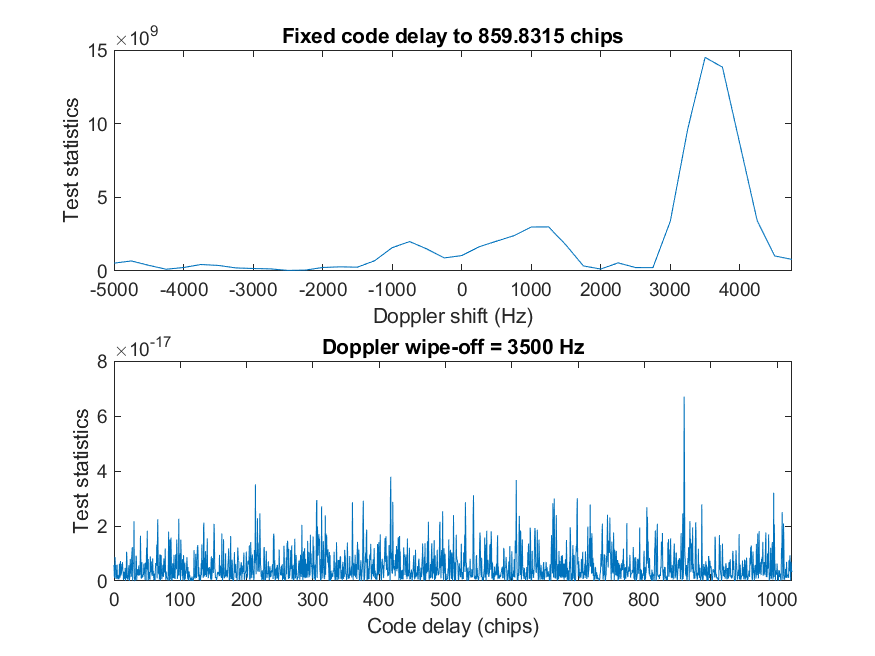 Fixed code delay to 859.8315 chips
×10^9
15
10
5
0
Test statistics
-5000 -4000 -3000 -2000 -1000 0 1000 2000 3000 4000
Doppler shift (Hz)
Doppler wipe-off = 3500 Hz
×10^-17
8
6
4
2
0
Test statistics
0 100 200 300 400 500 600 700 800 900 1000
Code delay (chips)